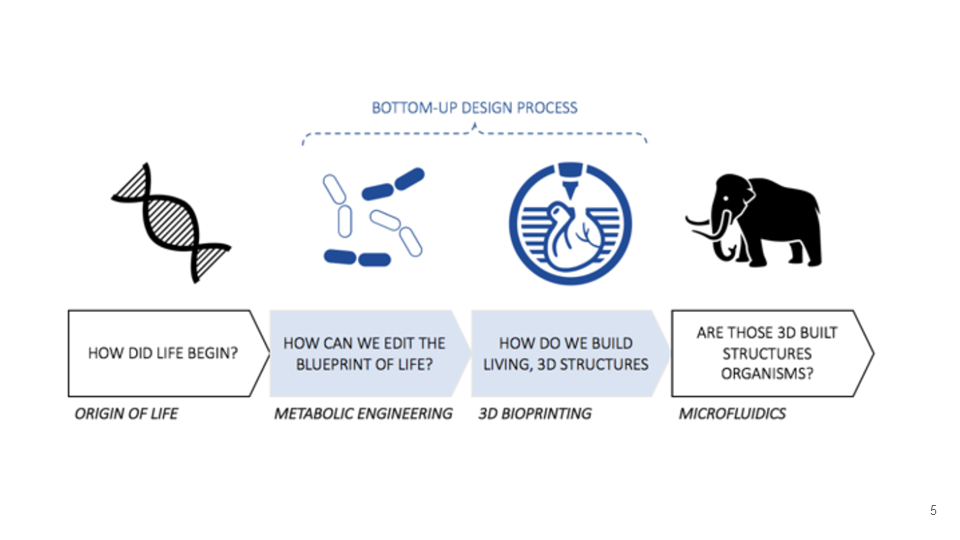 BOTTOM-UP DESIGN PROCESS
HOW DID LIFE BEGIN?
HOW CAN WE EDIT THE
BLUEPRINT OF LIFE?
HOW DO WE BUILD
LIVING, 3D STRUCTURES
ARE THOSE 3D BUILT
STRUCTURES
ORGANISMS?
ORIGIN OF LIFE
METABOLIC ENGINEERING
3D BIOPRINTING
MICROFLUIDICS
5